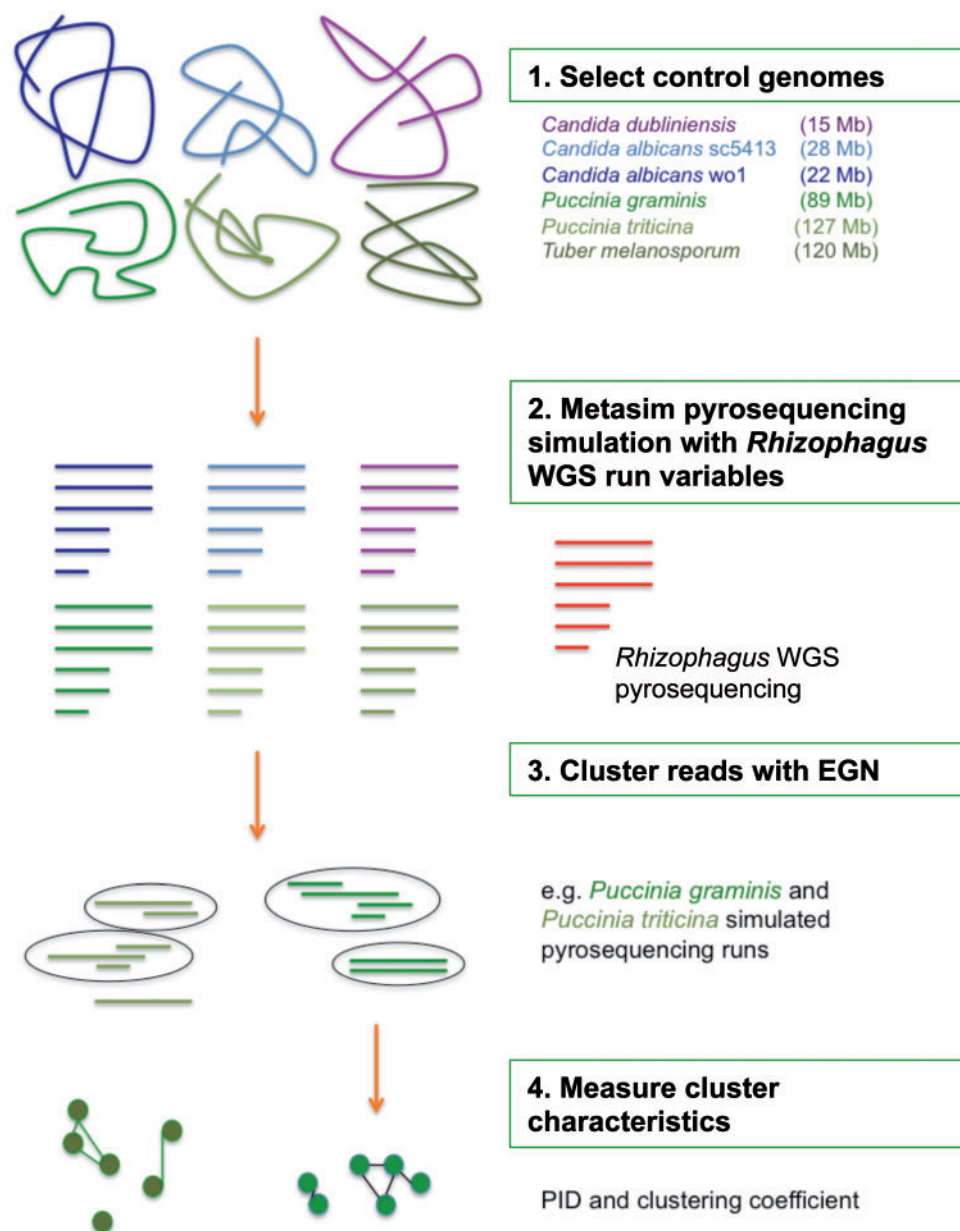 1. Select control genomes
Candida dubliniensis (15 Mb)
Candida albicans sc5413 (28 Mb)
Candida albicans wo1 (22 Mb)
Puccinia graminis (89 Mb)
Puccinia triticina (127 Mb)
Tuber melanosporum (120 Mb)
2. Metasim pyrosequencing
simulation with Rhizophagus
WGS run variables
Rhizophagus WGS
pyrosequencing
3. Cluster reads with EGN
e.g. Puccinia graminis and
Puccinia triticina simulated
pyrosequencing runs
4. Measure cluster
characteristics
PID and clustering coefficient